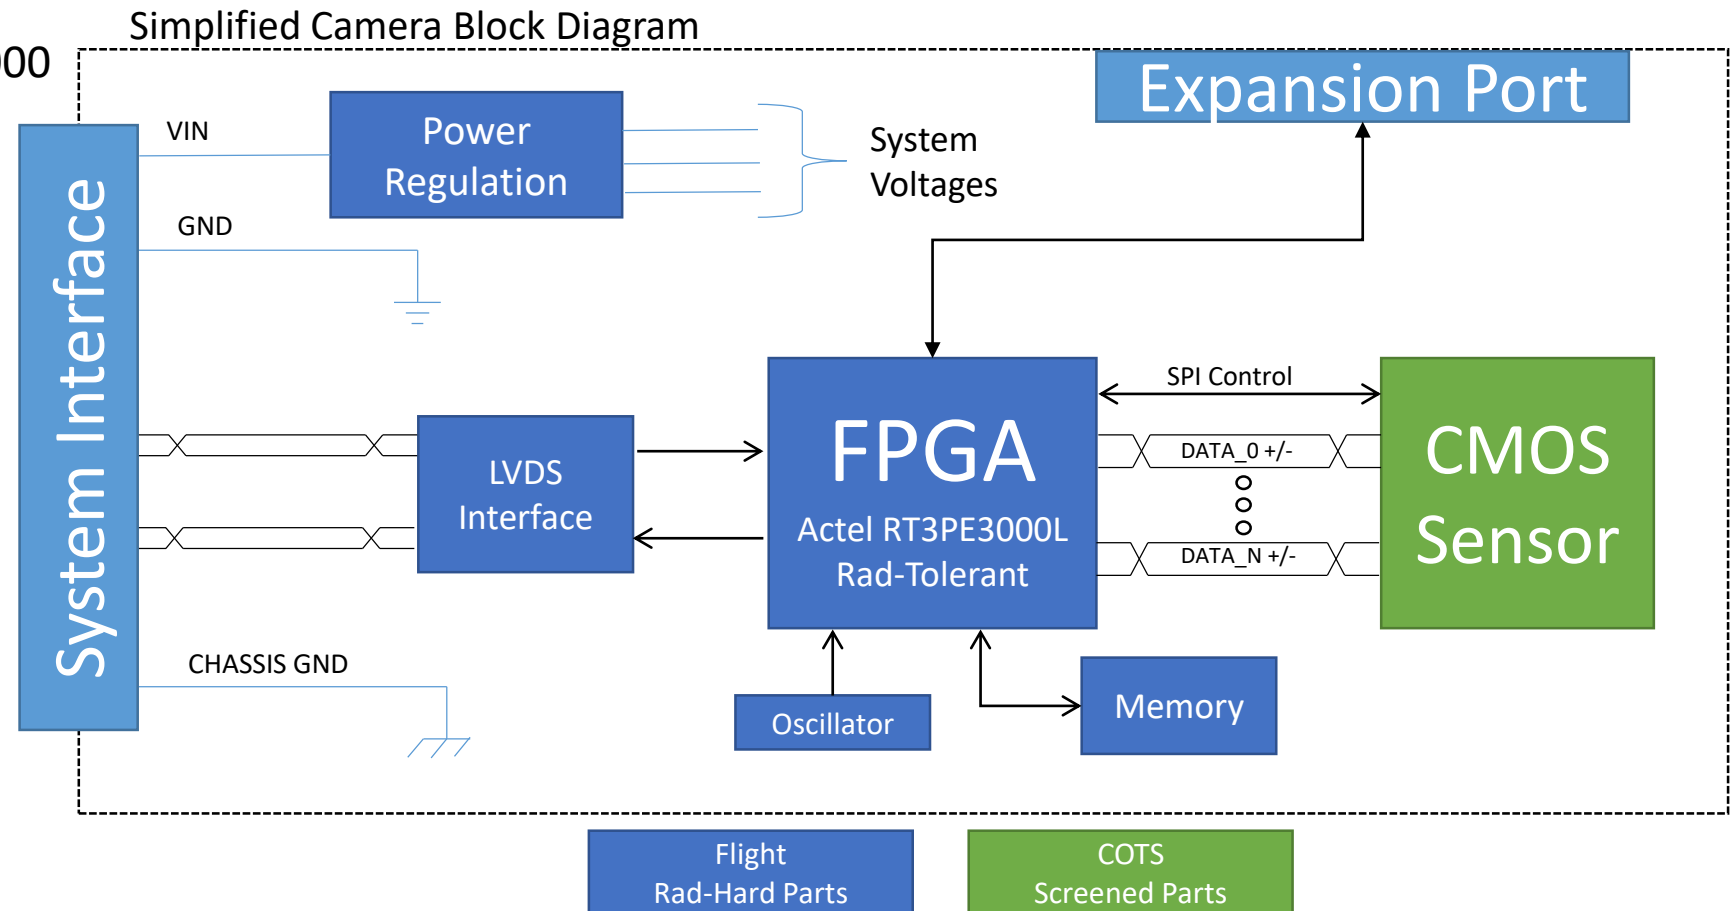 Simplified Camera Block Diagram
000
Expansion Port
VIN
Power
Regulation
System
Voltages
GND
System Interface
SPI Control
FPGA
Actel RT3PE3000L
Rad-Tolerant
DATA_0 +/-
DATA_N +/-
CMOS
Sensor
LVDS
Interface
CHASSIS GND
Oscillator
Memory
Flight
Rad-Hard Parts
COTS
Screened Parts